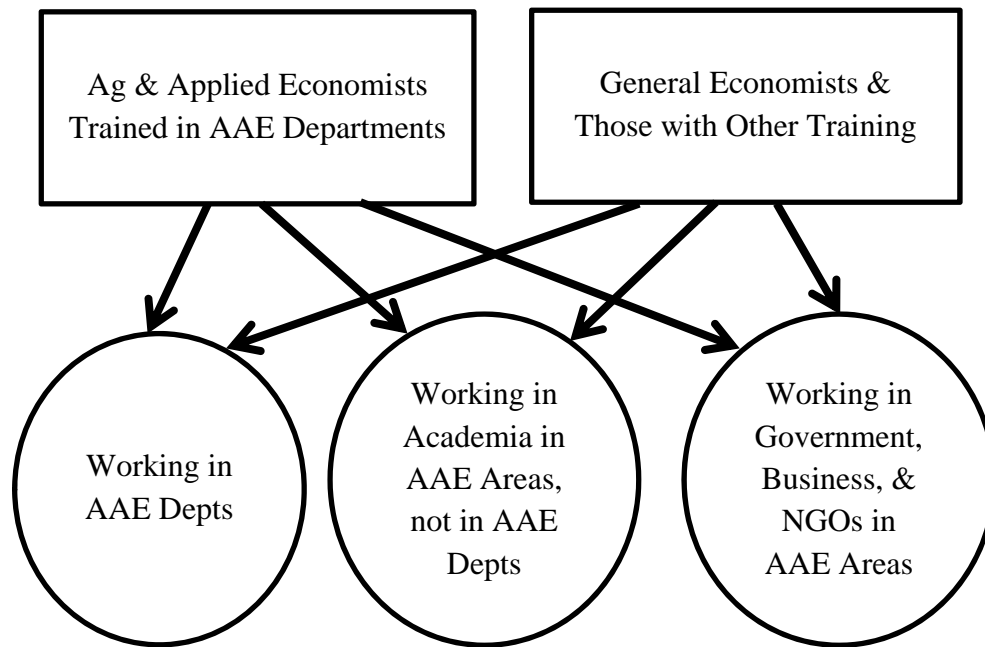 Ag & Applied Economists
Trained in AAE Departments
General Economists &
Those with Other Training
Working in
AAE Depts
Working in
Academia in
AAE Areas,
not in AAE
Depts
Working in
Government,
Business, &
NGOs in
AAE Areas